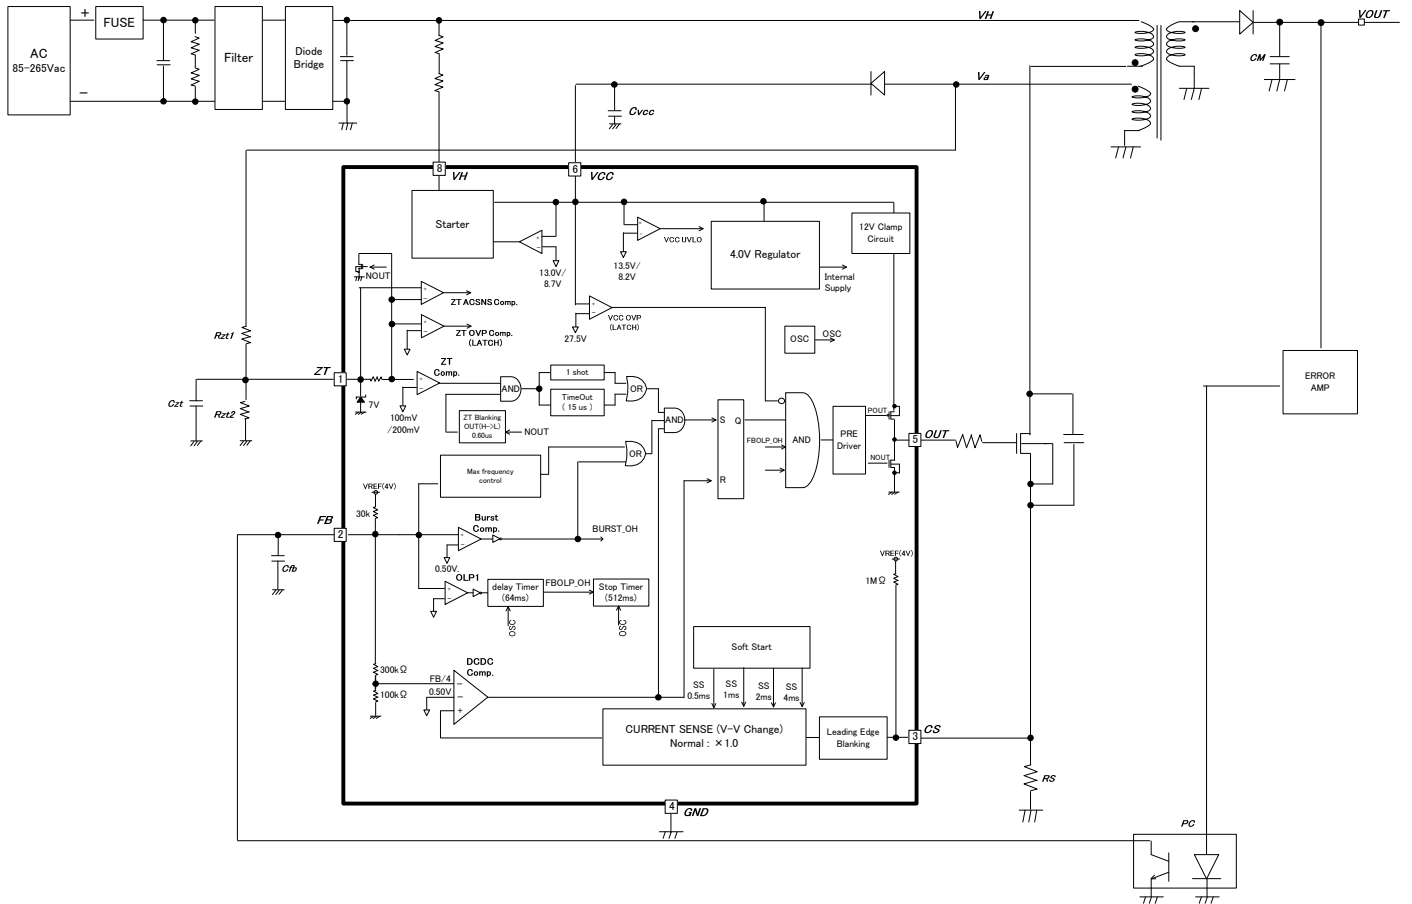 VH
VOUT
+
FUSE
AC
85-265Vac
−
Filter
Diode
Bridge
CM
Va
Cvcc
8
VH
6
VCC
Starter
+
−
13.0V/
8.7V
+
−
VCC UVLO
13.5V/
8.2V
4.0V Regulator
Internal
Supply
12V Clamp
Circuit
NOUT
+
−
ZT ACSNS Comp.
+
−
ZT OVP Comp.
(LATCH)
+
−
VCC OVP
(LATCH)
27.5V
OSC
OSC
Rzt1
ZT
1
Czt
Rzt2
7V
ZT
Comp.
+
−
100mV
/200mV
AND
1 shot
TimeOut
( 15 us )
OR
ZT Blanking
OUT(H->L)
0.60us
NOUT
AND
OR
S
Q
R
FBOLP_OH
AND
PRE
Driver
POUT
NOUT
5
OUT
ERROR
AMP
Max frequency
control
VREF(4V)
30k
FB
2
Cfb
Burst
Comp.
+
−
0.50V.
BURST_OH
OLP1
+
−
delay Timer
(64ms)
FBOLP_OH
Stop Timer
(512ms)
OSC
OSC
VREF(4V)
1MΩ
300kΩ
100kΩ
DCDC
Comp.
FB/4
0.50V
−
−
+
Soft Start
SS
0.5ms
SS
1ms
SS
2ms
SS
4ms
CURRENT SENSE (V-V Change)
Normal : ×1.0
Leading Edge
Blanking
3
CS
RS
4
GND
PC